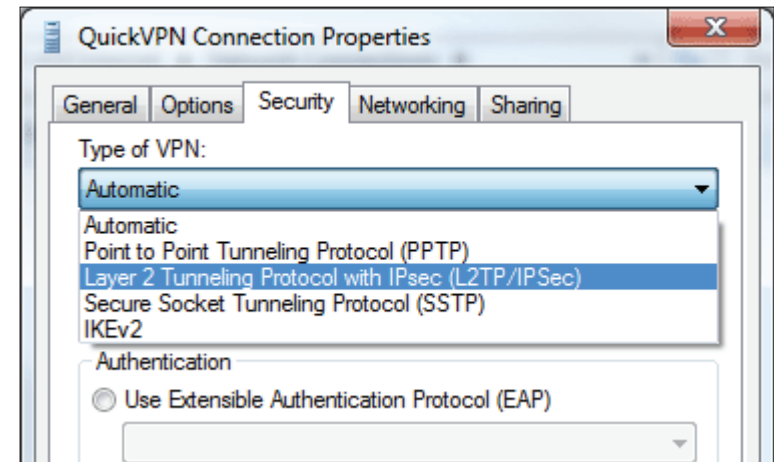 QuickVPN Connection Properties
General Options Security Networking Sharing
Type of VPN:
Automatic
Automatic
Point to Point Tunneling Protocol (PPTP)
Layer 2 Tunneling Protocol with IPsec (L2TP/IPSec)
Secure Socket Tunneling Protocol (SSTP)
IKEv2
Authentication
Use Extensible Authentication Protocol (EAP)